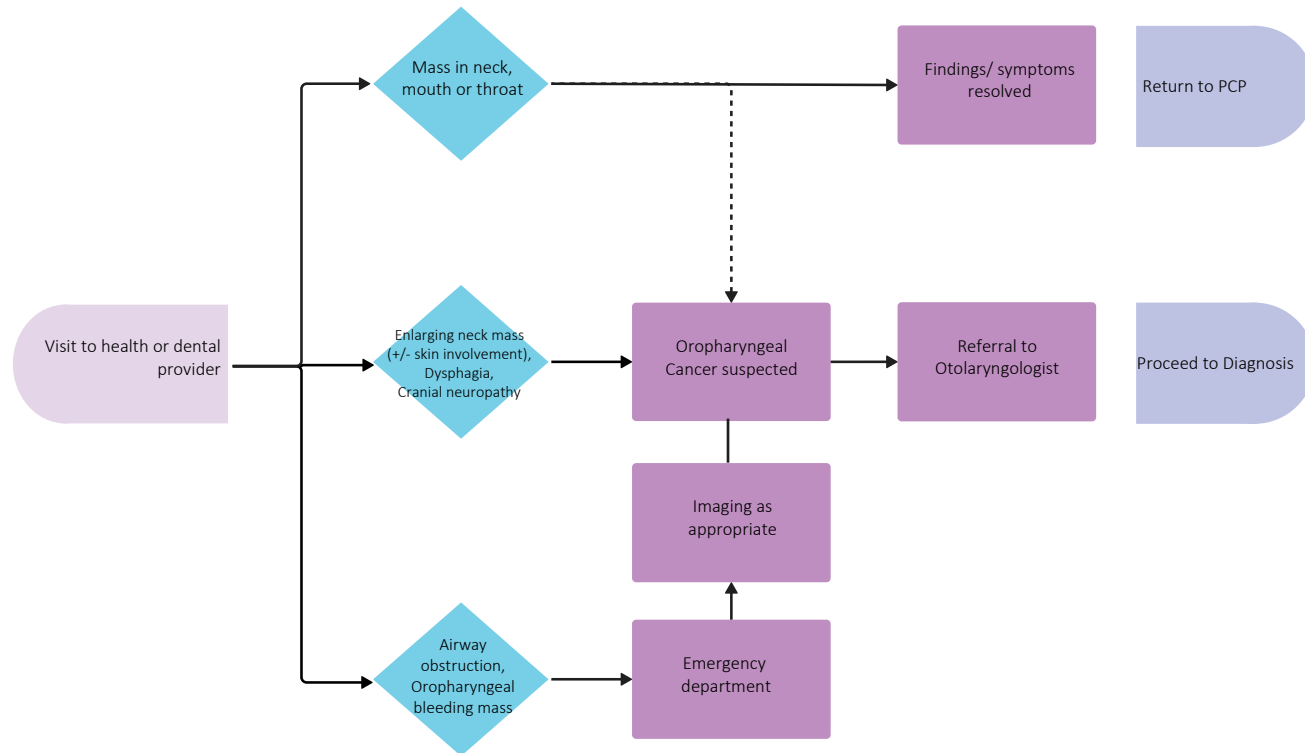 Mass in neck,
mouth or throat
Findings/ symptoms
resolved
Return to PCP
Visit to health or dental
provider
Enlarging neck mass
(+/- skin involvement),
Dysphagia,
Cranial neuropathy
Oropharyngeal
Cancer suspected
Referral to
Otolaryngologist
Proceed to Diagnosis
Imaging as
appropriate
Airway
obstruction,
Oropharyngeal
bleeding mass
Emergency
department